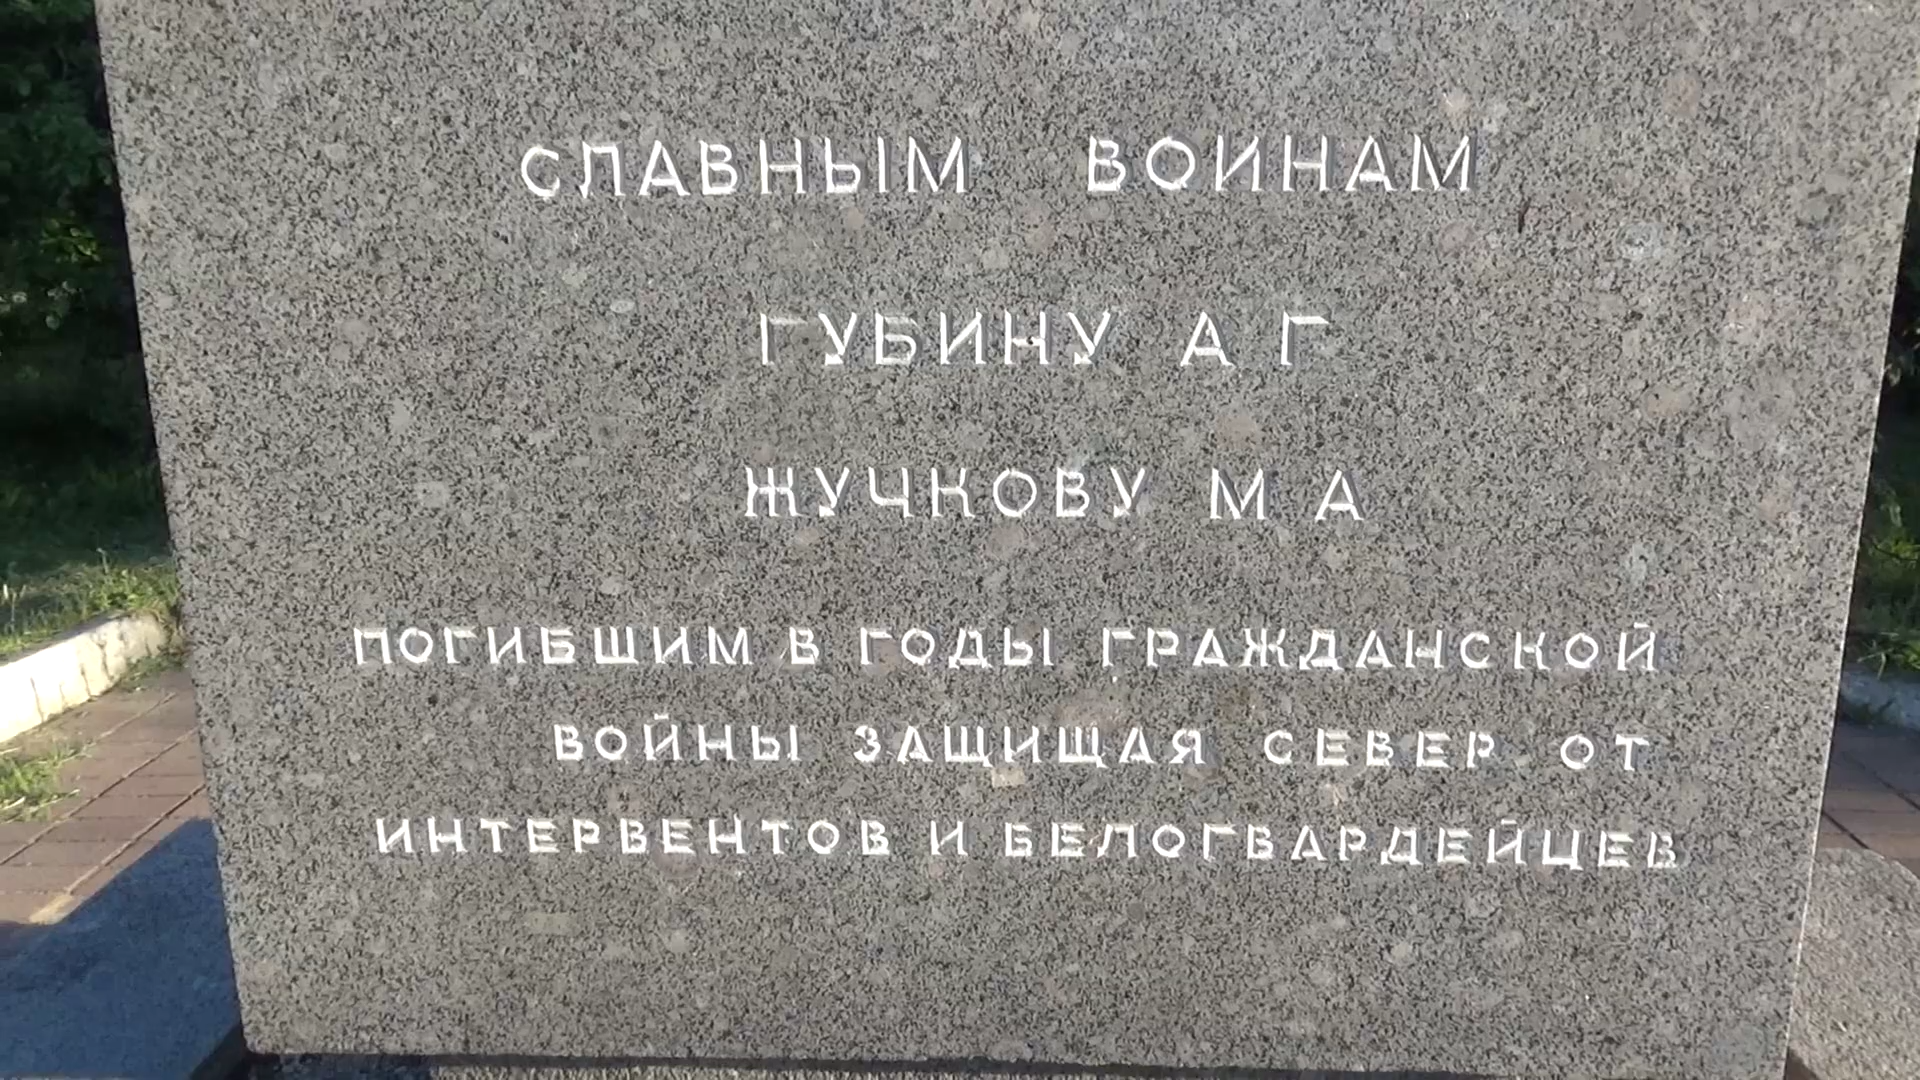 СЛАВНЫМ ВОИНАМ
ГУБИНУ А Г
ЖУЧКОВУ М А
ПОГИБШИМ В ГОДЫ ГРАЖДАНСКОЙ
ВОЙНЫ ЗАЩИЩАЯ СЕВЕР ОТ
ИНТЕРВЕНТОВ И БЕЛОГВАРДЕЙЦЕВ